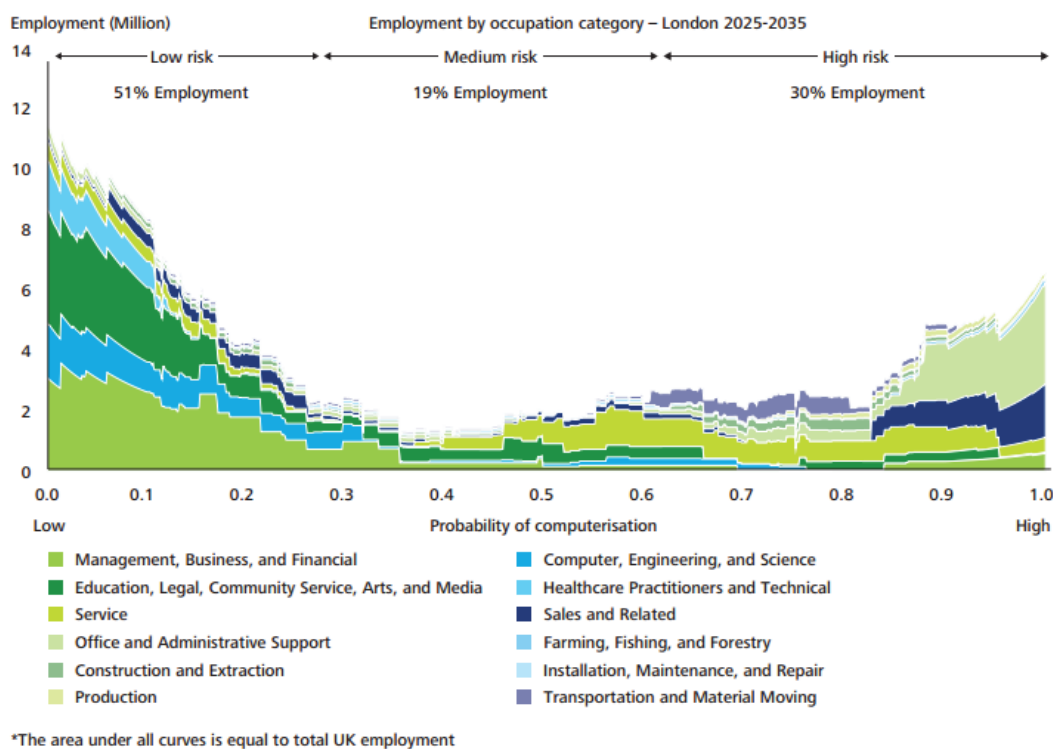 Employment (Million)
Employment by occupation category – London 2025-2035
14
Low risk
Medium risk
High risk
51% Employment
19% Employment
30% Employment
12
10
8
6
4
2
0
0.0 0.1 0.2 0.3 0.4 0.5 0.6 0.7 0.8 0.9 1.0
Low
Probability of computerisation
High
Management, Business, and Financial
Education, Legal, Community Service, Arts, and Media
Service
Office and Administrative Support
Construction and Extraction
Production
Computer, Engineering, and Science
Healthcare Practitioners and Technical
Sales and Related
Farming, Fishing, and Forestry
Installation, Maintenance, and Repair
Transportation and Material Moving
*The area under all curves is equal to total UK employment